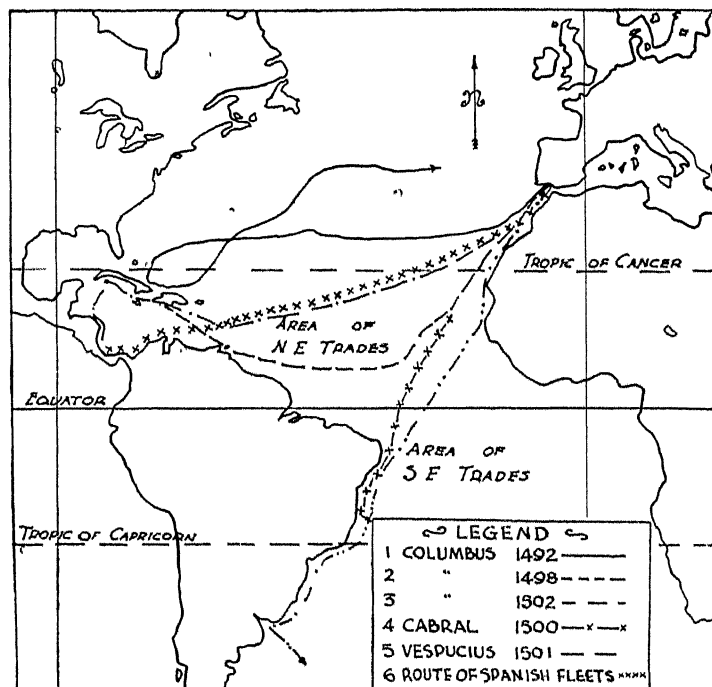 TROPIC OF CANCER
AREA OF
N E TRADES
EQUATOR
AREA OF
S E TRADES
TROPIC OF CAPRICORN
LEGEND
1 COLUMBUS 1492
2 " 1498
3 " 1502
4 CABRAL 1500
5 VESPUCIUS 1501
6 ROUTE OF SPANISH FLEETS